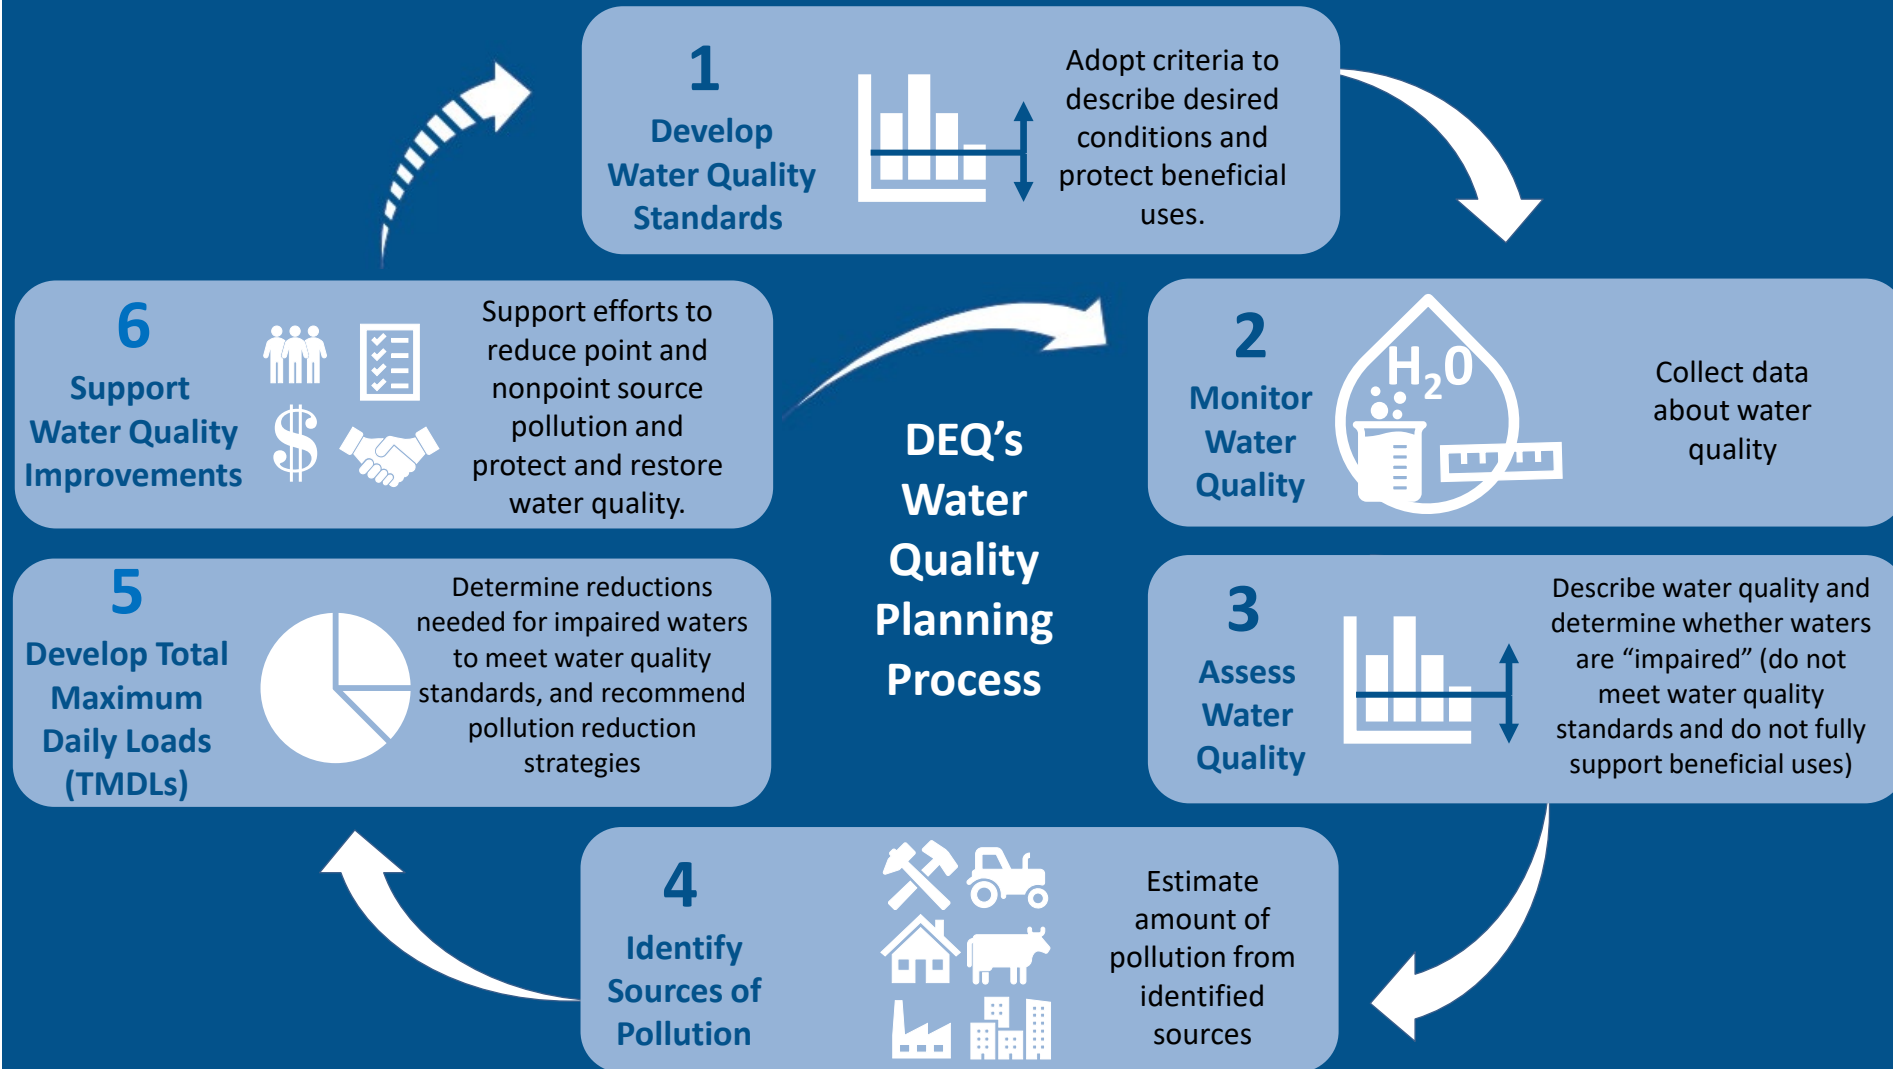 1
Develop
Water Quality
Standards
Adopt criteria to
describe desired
conditions and
protect beneficial
uses.
2
Monitor
Water
Quality
H₂0
Collect data
about water
quality
3
Assess
Water
Quality
Describe water quality and
determine whether waters
are “impaired” (do not
meet water quality
standards and do not fully
support beneficial uses)
4
Identify
Sources of
Pollution
Estimate
amount of
pollution from
identified
sources
5
Develop Total
Maximum
Daily Loads
(TMDLs)
Determine reductions
needed for impaired waters
to meet water quality
standards, and recommend
pollution reduction
strategies
6
Support
Water Quality
Improvements
$
Support efforts to
reduce point and
nonpoint source
pollution and
protect and restore
water quality.
DEQ’s
Water
Quality
Planning
Process